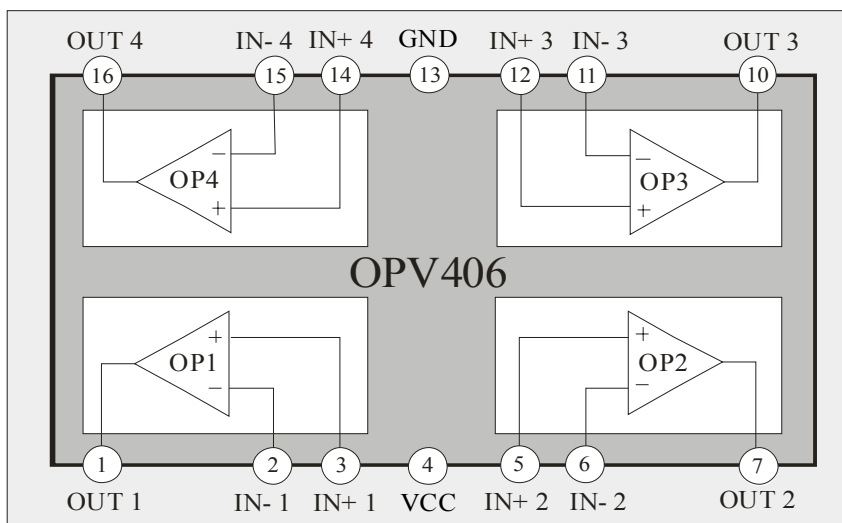 OUT 4 IN- 4 IN+ 4 GND IN+ 3 IN- 3 OUT 3
16 15 14 13 12 11 10
− −
OP4 OP3
+ +
OPV406
+ +
OP1 OP2
− −
1 2 3 4 5 6 7
OUT 1 IN- 1 IN+ 1 VCC IN+ 2 IN- 2 OUT 2